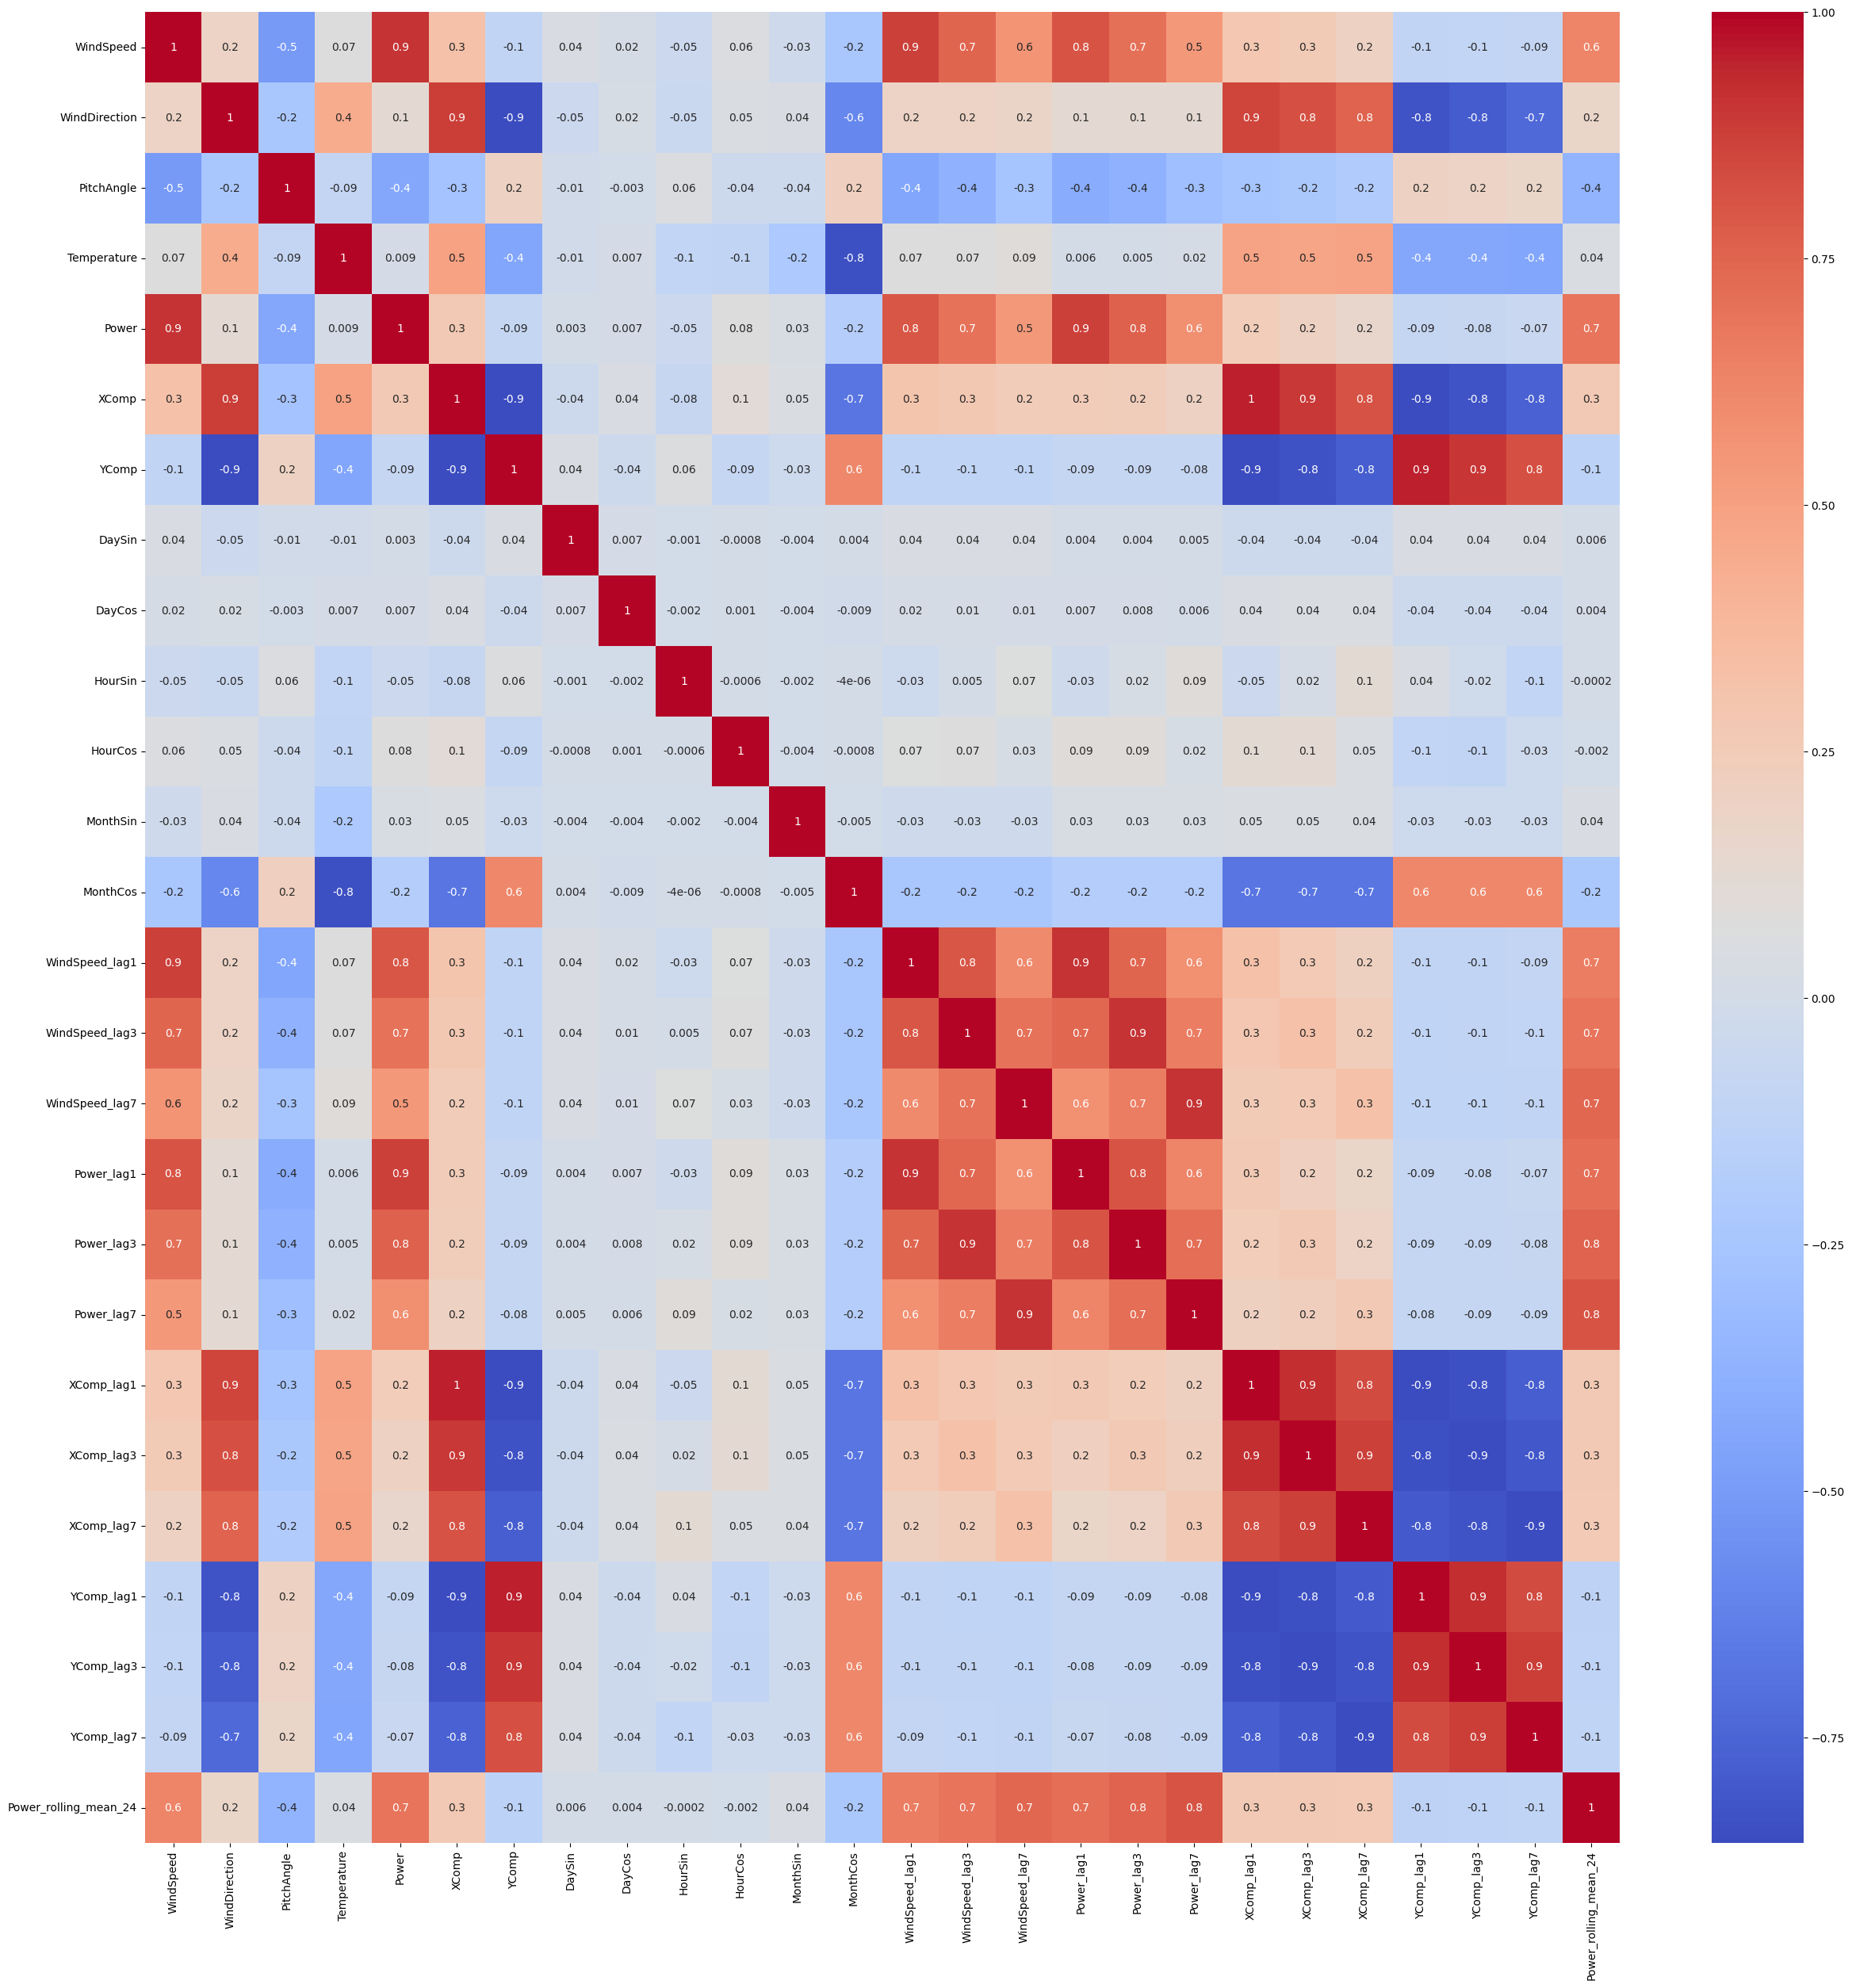 WindSpeed 1 0.2 -0.5 0.07 0.9 0.3 -0.1 0.04 0.02 -0.05 0.06 -0.03 -0.2 0.9 0.7 0.6 0.8 0.7 0.5 0.3 0.3 0.2 -0.1 -0.1 -0.09 0.6
WindDirection 0.2 1 -0.2 0.4 0.1 0.9 -0.9 -0.05 0.02 -0.05 0.05 0.04 -0.6 0.2 0.2 0.2 0.1 0.1 0.1 0.9 0.8 0.8 -0.8 -0.8 -0.7 0.2
PitchAngle -0.5 -0.2 1 -0.09 -0.4 -0.3 0.2 -0.01 -0.003 0.06 -0.04 -0.04 0.2 -0.4 -0.4 -0.3 -0.4 -0.4 -0.3 -0.3 -0.2 -0.2 0.2 0.2 0.2 -0.4
Temperature 0.07 0.4 -0.09 1 0.009 0.5 -0.4 -0.01 0.007 -0.1 -0.1 -0.2 -0.8 0.07 0.07 0.09 0.006 0.005 0.02 0.5 0.5 0.5 -0.4 -0.4 -0.4 0.04
Power 0.9 0.1 -0.4 0.009 1 0.3 -0.09 0.003 0.007 -0.05 0.08 0.03 -0.2 0.8 0.7 0.5 0.9 0.8 0.6 0.2 0.2 0.2 -0.09 -0.08 -0.07 0.7
XComp 0.3 0.9 -0.3 0.5 0.3 1 -0.9 -0.04 0.04 -0.08 0.1 0.05 -0.7 0.3 0.3 0.2 0.3 0.2 0.2 1 0.9 0.8 -0.9 -0.8 -0.8 0.3
YComp -0.1 -0.9 0.2 -0.4 -0.09 -0.9 1 0.04 -0.04 0.06 -0.09 -0.03 0.6 -0.1 -0.1 -0.1 -0.09 -0.09 -0.08 -0.9 -0.8 -0.8 0.9 0.9 0.8 -0.1
DaySin 0.04 -0.05 -0.01 -0.01 0.003 -0.04 0.04 1 0.007 -0.001 -0.0008 -0.004 0.004 0.04 0.04 0.04 0.004 0.004 0.005 -0.04 -0.04 -0.04 0.04 0.04 0.04 0.006
DayCos 0.02 0.02 -0.003 0.007 0.007 0.04 -0.04 0.007 1 -0.002 0.001 -0.004 -0.009 0.02 0.01 0.01 0.007 0.008 0.006 0.04 0.04 0.04 -0.04 -0.04 -0.04 0.004
HourSin -0.05 -0.05 0.06 -0.1 -0.05 -0.08 0.06 -0.001 -0.002 1 -0.0006 -0.002 -4e-06 -0.03 0.005 0.07 -0.03 0.02 0.09 -0.05 0.02 0.1 0.04 -0.02 -0.1 -0.0002
HourCos 0.06 0.05 -0.04 -0.1 0.08 0.1 -0.09 -0.0008 0.001 -0.0006 1 -0.004 -0.0008 0.07 0.07 0.03 0.09 0.09 0.02 0.1 0.1 0.05 -0.1 -0.1 -0.03 -0.002
MonthSin -0.03 0.04 -0.04 -0.2 0.03 0.05 -0.03 -0.004 -0.004 -0.002 -0.004 1 -0.005 -0.03 -0.03 -0.03 0.03 0.03 0.03 0.05 0.05 0.04 -0.03 -0.03 -0.03 0.04
MonthCos -0.2 -0.6 0.2 -0.8 -0.2 -0.7 0.6 0.004 -0.009 -4e-06 -0.0008 -0.005 1 -0.2 -0.2 -0.2 -0.2 -0.2 -0.2 -0.7 -0.7 -0.7 0.6 0.6 0.6 -0.2
WindSpeed_lag1 0.9 0.2 -0.4 0.07 0.8 0.3 -0.1 0.04 0.02 -0.03 0.07 -0.03 -0.2 1 0.8 0.6 0.9 0.7 0.6 0.3 0.3 0.2 -0.1 -0.1 -0.09 0.7
WindSpeed_lag3 0.7 0.2 -0.4 0.07 0.7 0.3 -0.1 0.04 0.01 0.005 0.07 -0.03 -0.2 0.8 1 0.7 0.7 0.9 0.7 0.3 0.3 0.2 -0.1 -0.1 -0.1 0.7
WindSpeed_lag7 0.6 0.2 -0.3 0.09 0.5 0.2 -0.1 0.04 0.01 0.07 0.03 -0.03 -0.2 0.6 0.7 1 0.6 0.7 0.9 0.3 0.3 0.3 -0.1 -0.1 -0.1 0.7
Power_lag1 0.8 0.1 -0.4 0.006 0.9 0.3 -0.09 0.004 0.007 -0.03 0.09 0.03 -0.2 0.9 0.7 0.6 1 0.8 0.6 0.3 0.2 0.2 -0.09 -0.08 -0.07 0.7
Power_lag3 0.7 0.1 -0.4 0.005 0.8 0.2 -0.09 0.004 0.008 0.02 0.09 0.03 -0.2 0.7 0.9 0.7 0.8 1 0.7 0.2 0.3 0.2 -0.09 -0.09 -0.08 0.8
Power_lag7 0.5 0.1 -0.3 0.02 0.6 0.2 -0.08 0.005 0.006 0.09 0.02 0.03 -0.2 0.6 0.7 0.9 0.6 0.7 1 0.2 0.2 0.3 -0.08 -0.09 -0.09 0.8
XComp_lag1 0.3 0.9 -0.3 0.5 0.2 1 -0.9 -0.04 0.04 -0.05 0.1 0.05 -0.7 0.3 0.3 0.3 0.3 0.2 0.2 1 0.9 0.8 -0.9 -0.8 -0.8 0.3
XComp_lag3 0.3 0.8 -0.2 0.5 0.2 0.9 -0.8 -0.04 0.04 0.02 0.1 0.05 -0.7 0.3 0.3 0.3 0.2 0.3 0.2 0.9 1 0.9 -0.8 -0.9 -0.8 0.3
XComp_lag7 0.2 0.8 -0.2 0.5 0.2 0.8 -0.8 -0.04 0.04 0.1 0.05 0.04 -0.7 0.2 0.2 0.3 0.2 0.2 0.3 0.8 0.9 1 -0.8 -0.8 -0.9 0.3
YComp_lag1 -0.1 -0.8 0.2 -0.4 -0.09 -0.9 0.9 0.04 -0.04 0.04 -0.1 -0.03 0.6 -0.1 -0.1 -0.1 -0.09 -0.09 -0.08 -0.9 -0.8 -0.8 1 0.9 0.8 -0.1
YComp_lag3 -0.1 -0.8 0.2 -0.4 -0.08 -0.8 0.9 0.04 -0.04 -0.02 -0.1 -0.03 0.6 -0.1 -0.1 -0.1 -0.08 -0.09 -0.09 -0.8 -0.9 -0.8 0.9 1 0.9 -0.1
YComp_lag7 -0.09 -0.7 0.2 -0.4 -0.07 -0.8 0.8 0.04 -0.04 -0.1 -0.03 -0.03 0.6 -0.09 -0.1 -0.1 -0.07 -0.08 -0.09 -0.8 -0.8 -0.9 0.8 0.9 1 -0.1
Power_rolling_mean_24 0.6 0.2 -0.4 0.04 0.7 0.3 -0.1 0.006 0.004 -0.0002 -0.002 0.04 -0.2 0.7 0.7 0.7 0.7 0.8 0.8 0.3 0.3 0.3 -0.1 -0.1 -0.1 1
WindSpeed
WindDirection
PitchAngle
Temperature
Power
XComp
YComp
DaySin
DayCos
HourSin
HourCos
MonthSin
MonthCos
WindSpeed_lag1
WindSpeed_lag3
WindSpeed_lag7
Power_lag1
Power_lag3
Power_lag7
XComp_lag1
XComp_lag3
XComp_lag7
YComp_lag1
YComp_lag3
YComp_lag7
Power_rolling_mean_24
1.00
0.75
0.50
0.25
0.00
−0.25
−0.50
−0.75